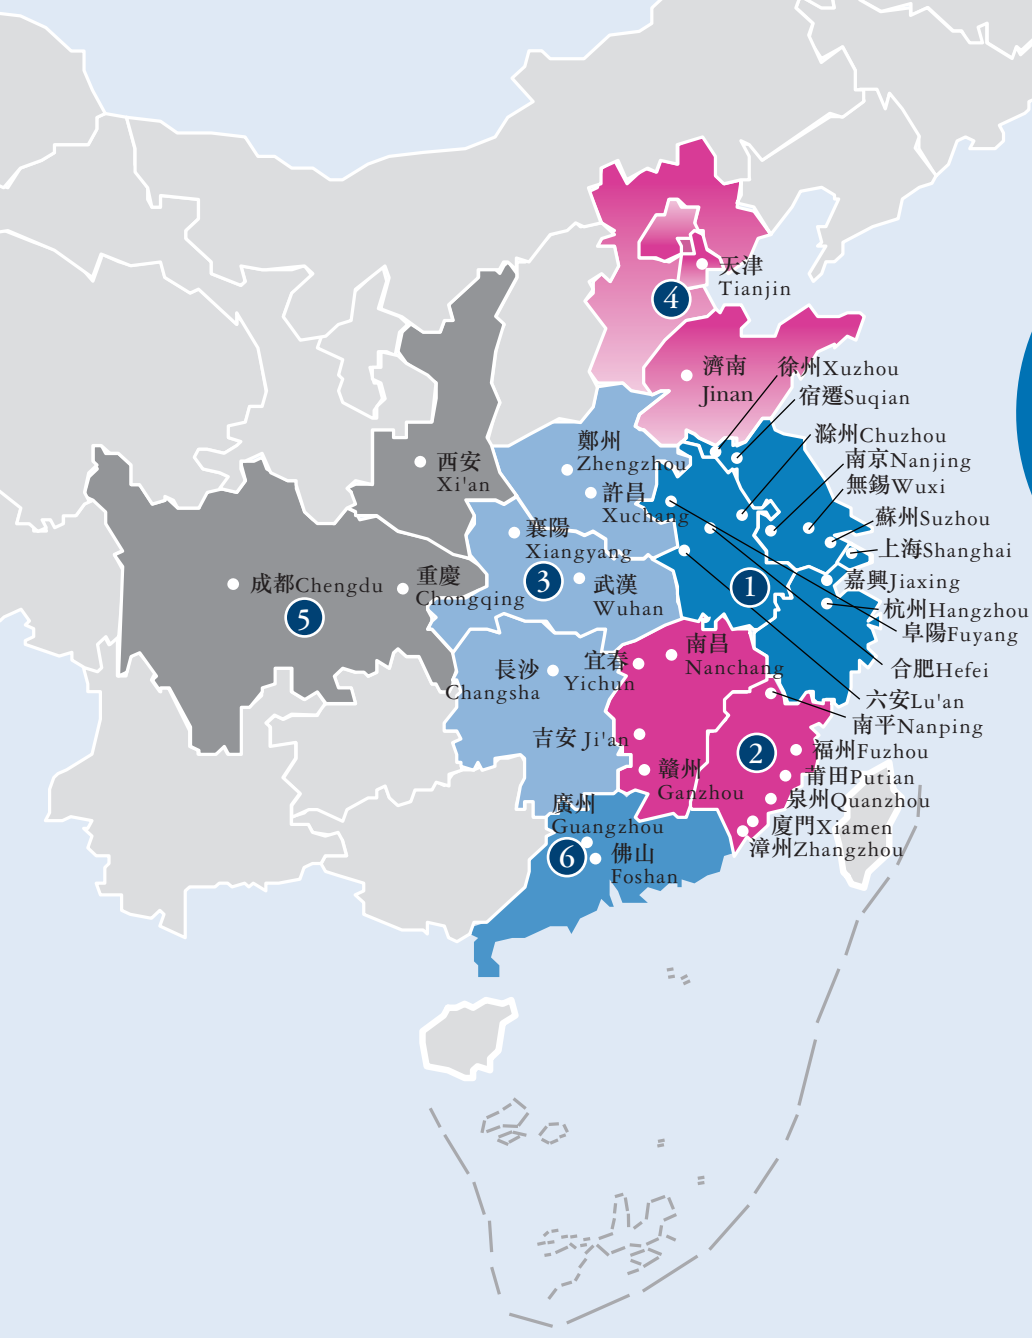 天津
Tianjin
4
濟南
Jinan
徐州Xuzhou
宿遷Suqian
滁州Chuzhou
南京Nanjing
無錫Wuxi
蘇州Suzhou
上海Shanghai
嘉興Jiaxing
杭州Hangzhou
阜陽Fuyang
合肥Hefei
六安Lu'an
南平Nanping
1
鄭州
Zhengzhou
許昌
Xuchang
西安
Xi'an
襄陽
Xiangyang
3
武漢
Wuhan
成都Chengdu
重慶
Chongqing
5
南昌
Nanchang
宜春
Yichun
長沙
Changsha
吉安 Ji'an
贛州
Ganzhou
2
福州Fuzhou
莆田Putian
泉州Quanzhou
廈門Xiamen
漳州Zhangzhou
廣州
Guangzhou
6
佛山
Foshan